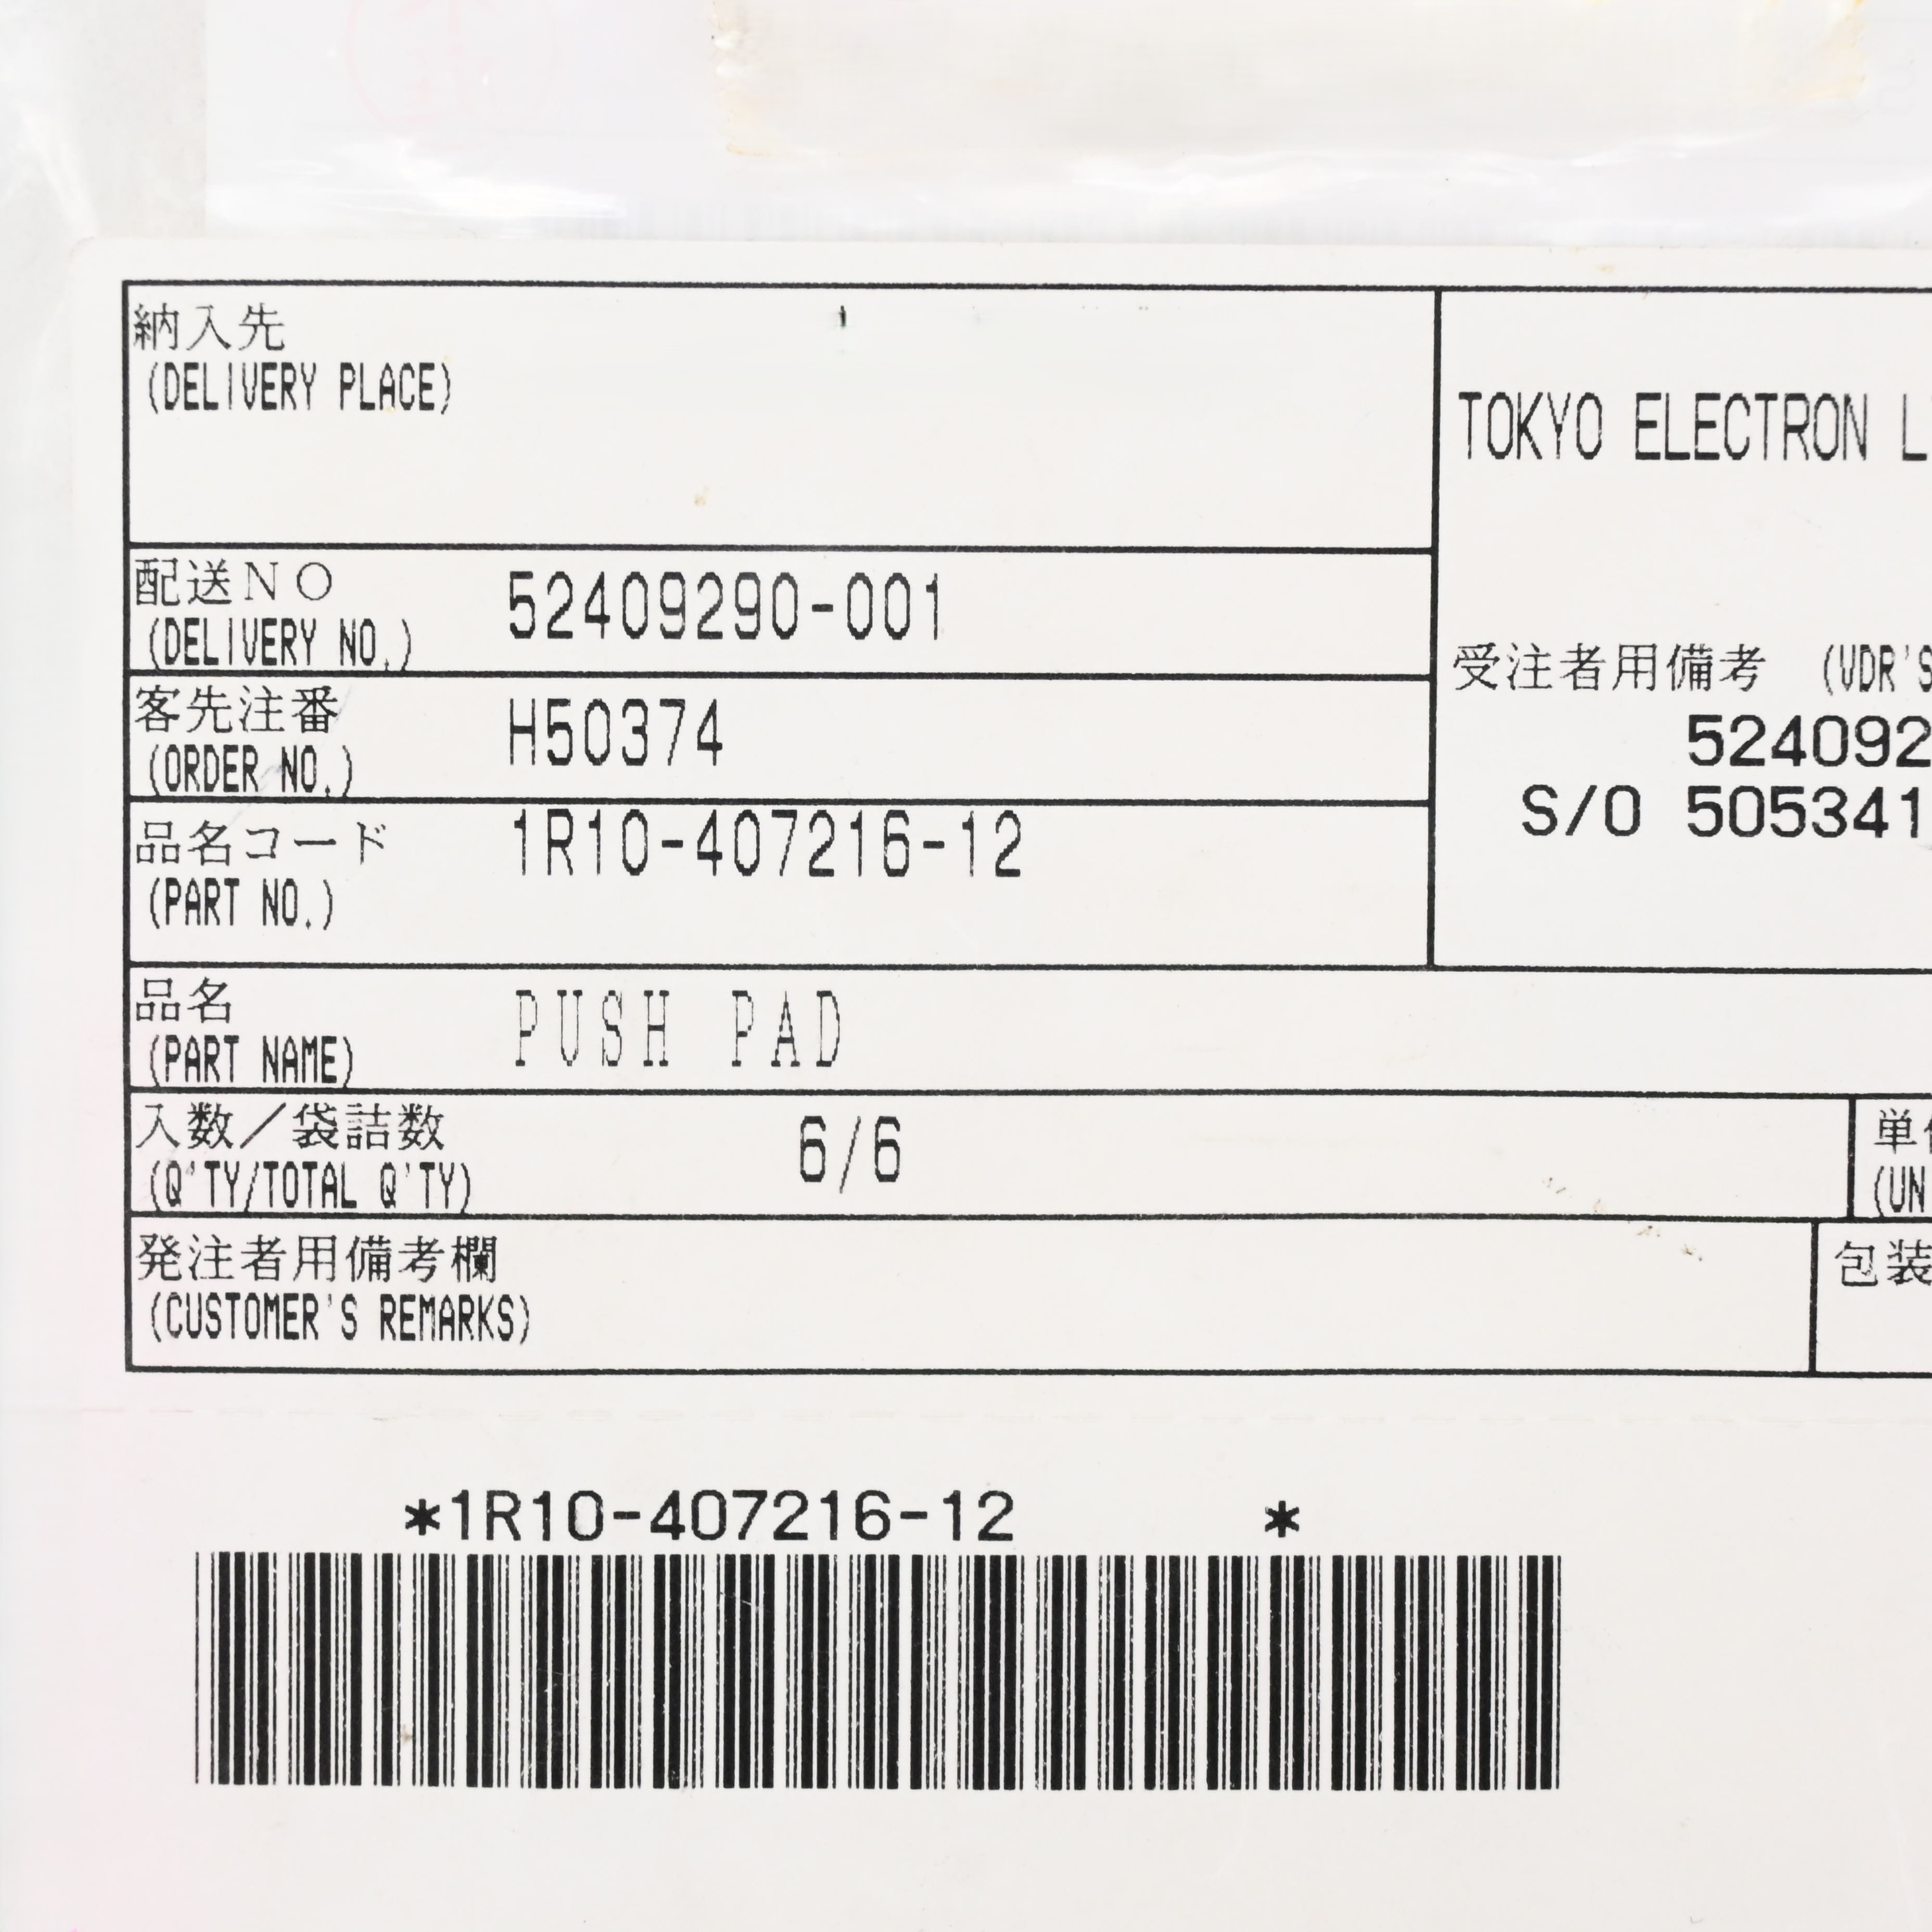 納入先
(DELIVERY PLACE)
TOKYO ELECTRON L
配送NO
(DELIVERY NO.)
52409290-001
客先注番
(ORDER NO.)
H50374
受注者用備考 (VDR'S
524092
S/O 505341
品名コード
(PART NO.)
1R10-407216-12
品名
(PART NAME)
PUSH PAD
入数/袋詰数
(Q'TY/TOTAL Q'TY)
6/6
単
(UN
発注者用備考欄
(CUSTOMER'S REMARKS)
包装
*1R10-407216-12 *